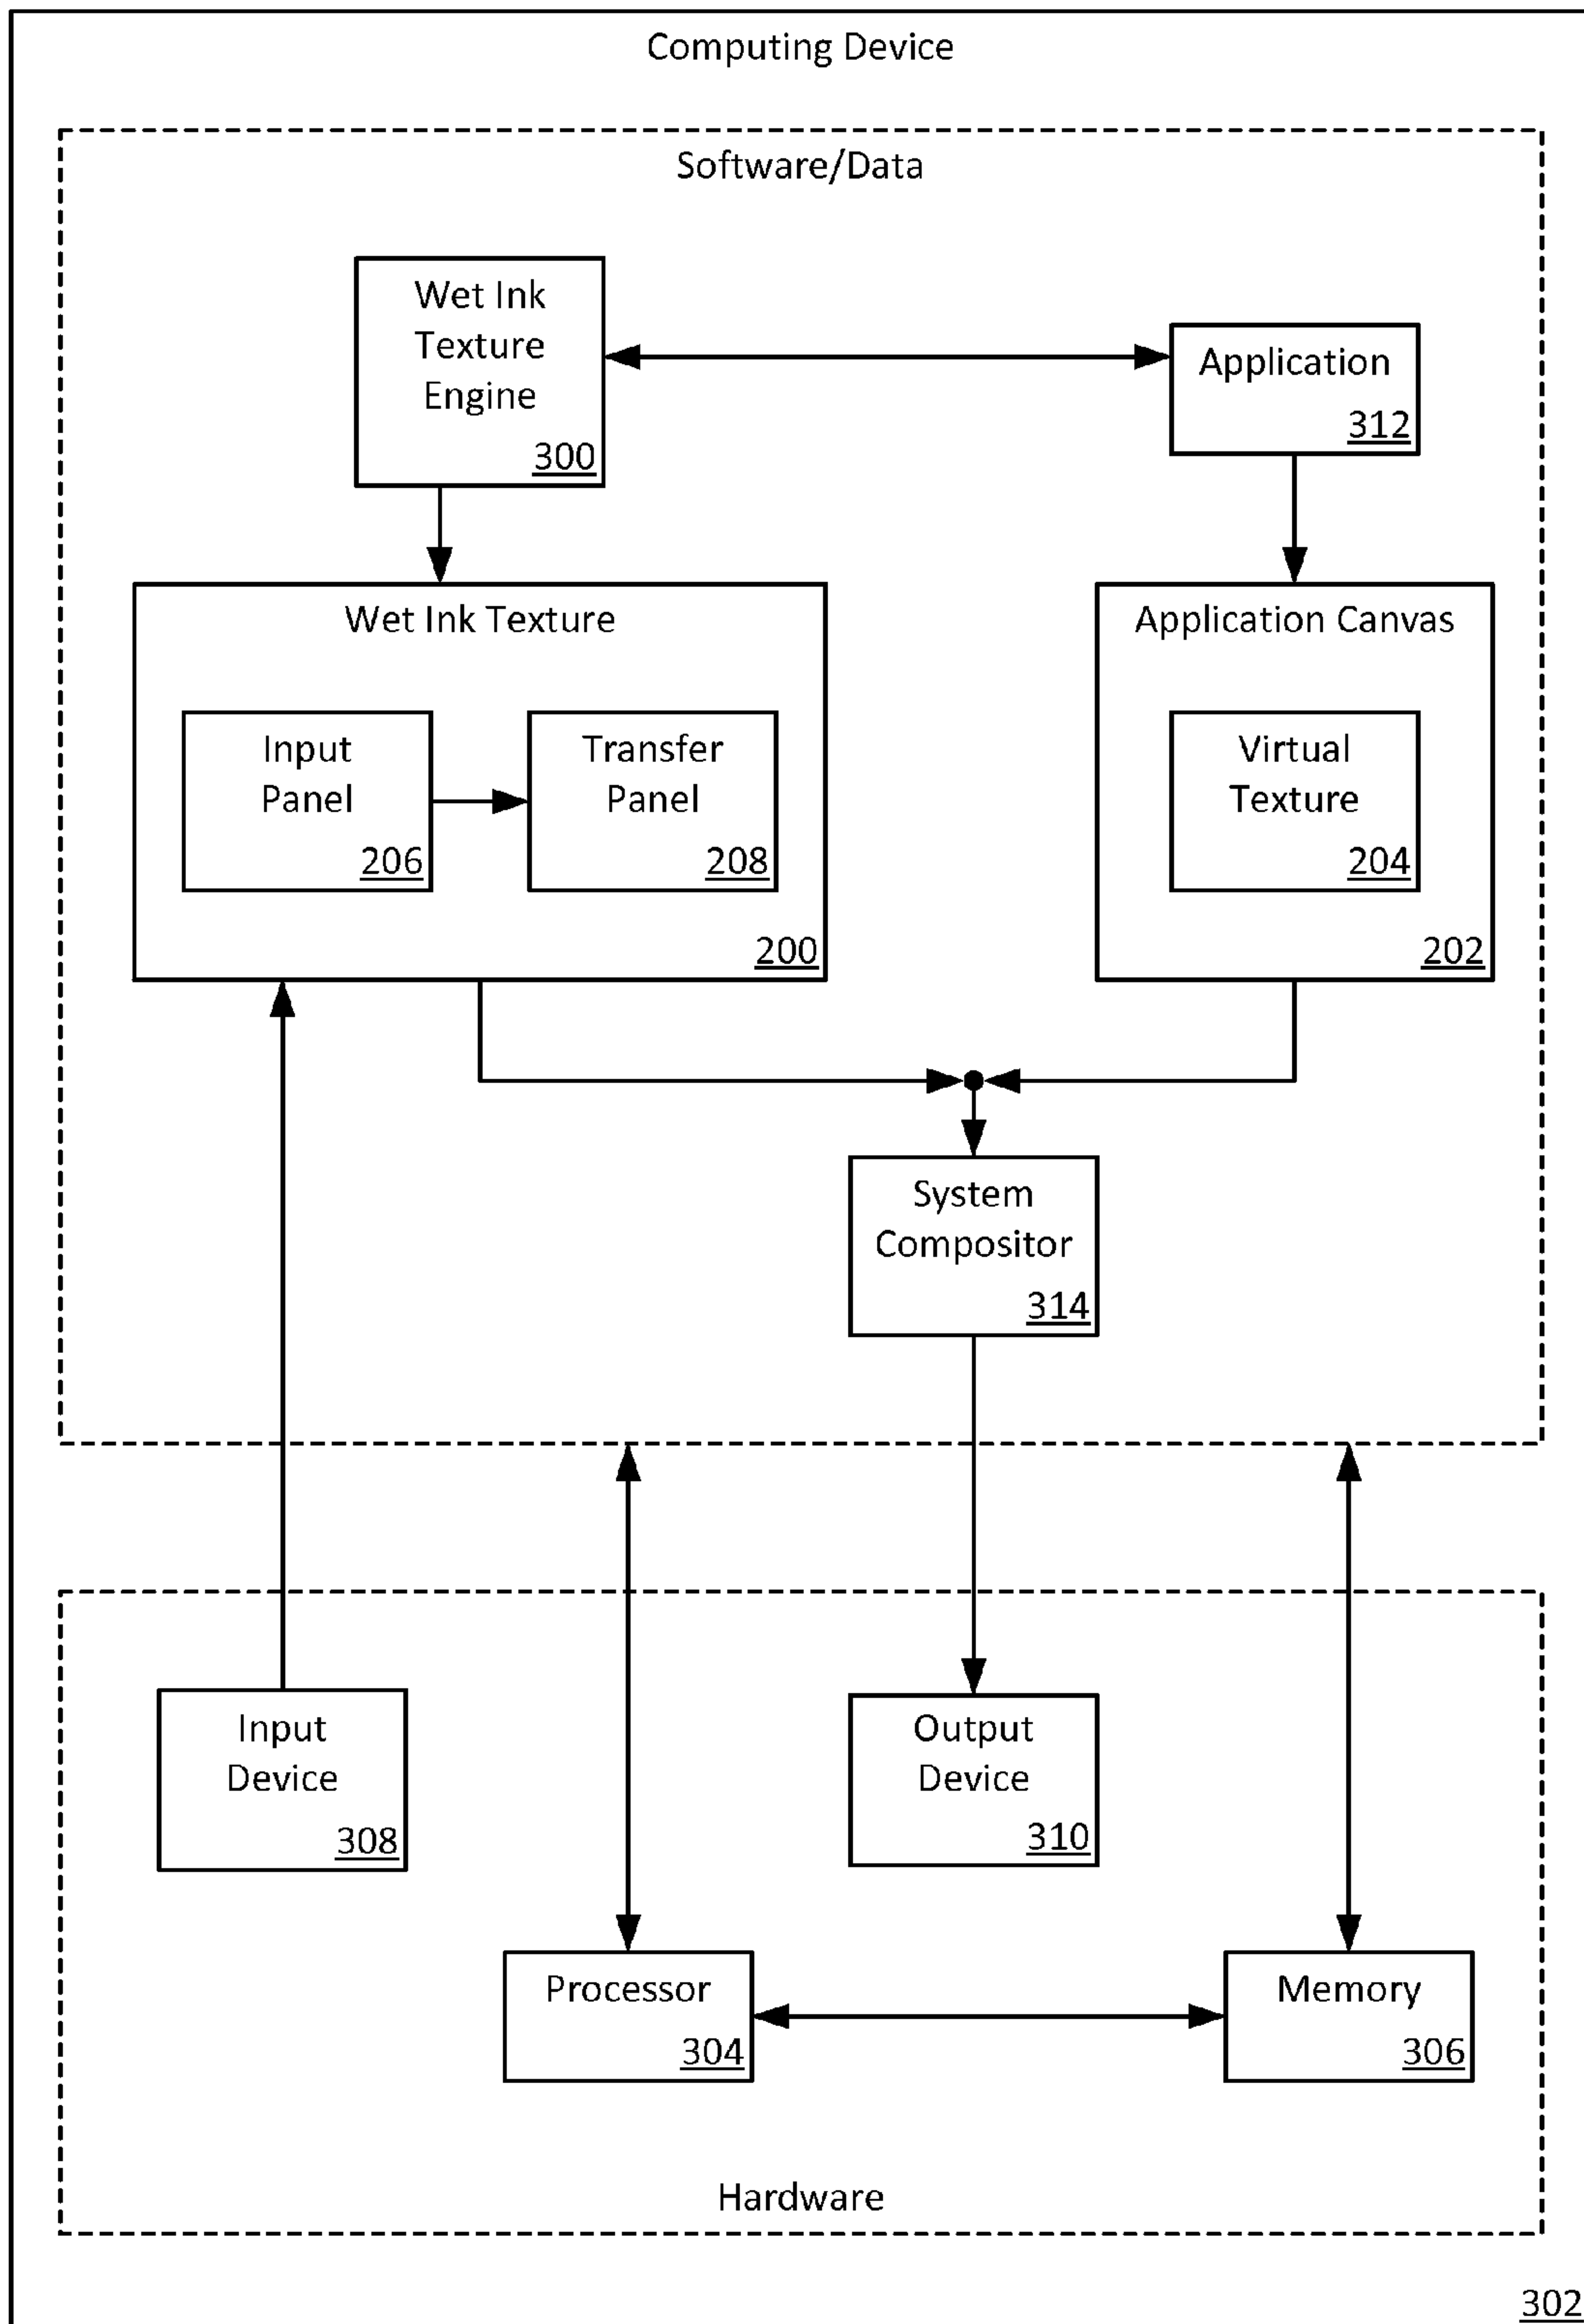 Computing Device
Software/Data
Wet Ink
Texture
Engine
300
Application
312
Wet Ink Texture
Input
Panel
206
Transfer
Panel
208
200
Application Canvas
Virtual
Texture
204
202
System
Compositor
314
Input
Device
308
Output
Device
310
Processor
304
Memory
306
Hardware
302